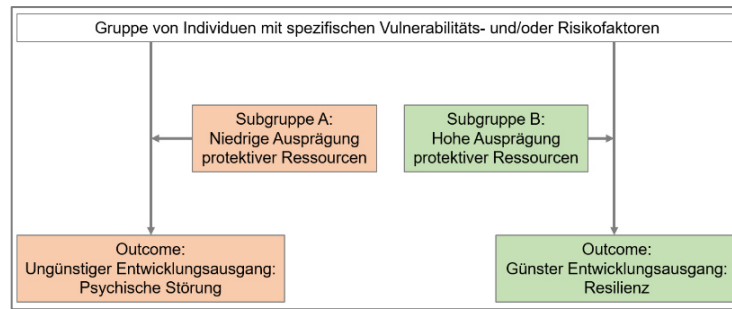 Gruppe von Individuen mit spezifischen Vulnerabilitäts- und/oder Risikofaktoren
Subgruppe A:
Niedrige Ausprägung
protektiver Ressourcen
Subgruppe B:
Hohe Ausprägung
protektiver Ressourcen
Outcome:
Ungünstiger Entwicklungsausgang:
Psychische Störung
Outcome:
Günster Entwicklungsausgang:
Resilienz